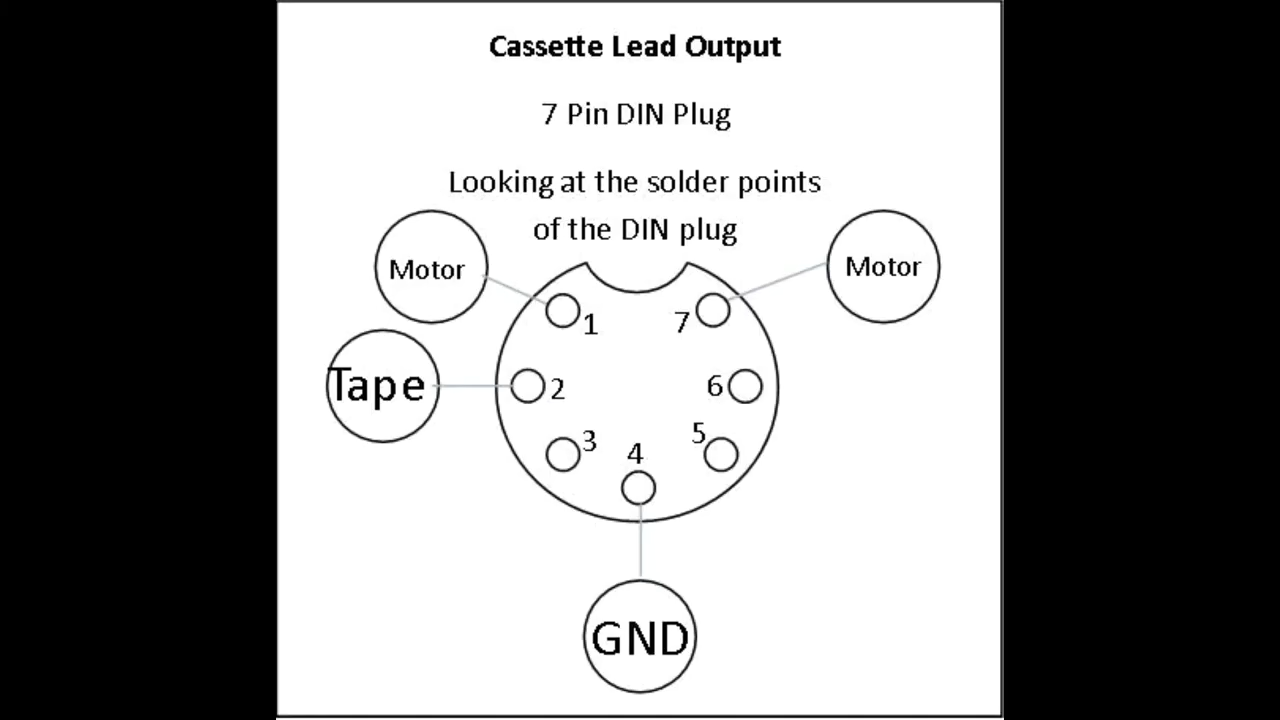 Cassette Lead Output
7 Pin DIN Plug
Looking at the solder points
of the DIN plug
Motor
Motor
1
7
Tape
2
6
3
4
5
GND